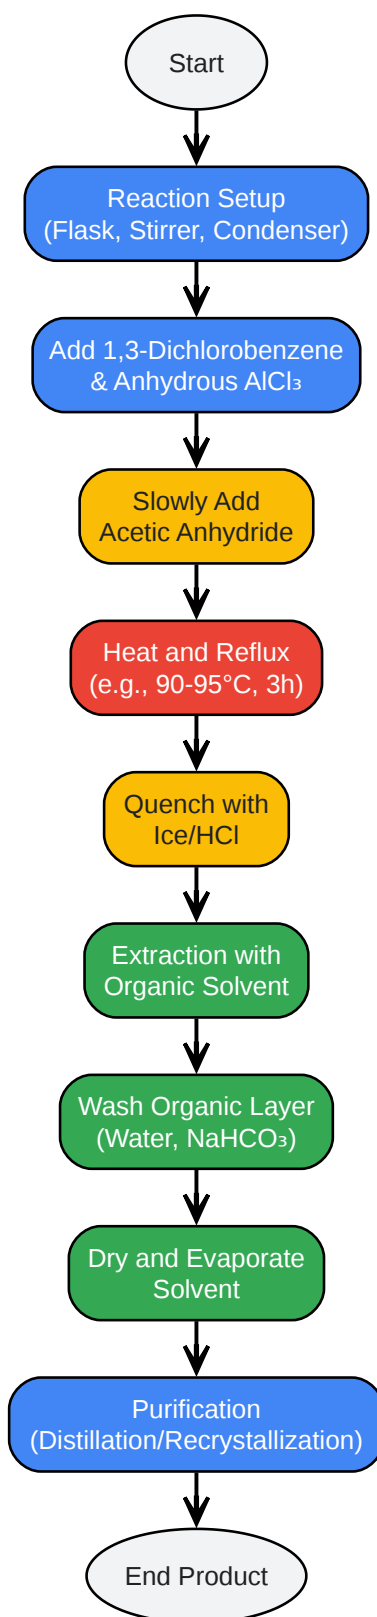 Start
Reaction Setup
(Flask, Stirrer, Condenser)
Add 1,3-Dichlorobenzene
& Anhydrous AlCl₃
Slowly Add
Acetic Anhydride
Heat and Reflux
(e.g., 90-95°C, 3h)
Quench with
Ice/HCl
Extraction with
Organic Solvent
Wash Organic Layer
(Water, NaHCO₃)
Dry and Evaporate
Solvent
Purification
(Distillation/Recrystallization)
End Product